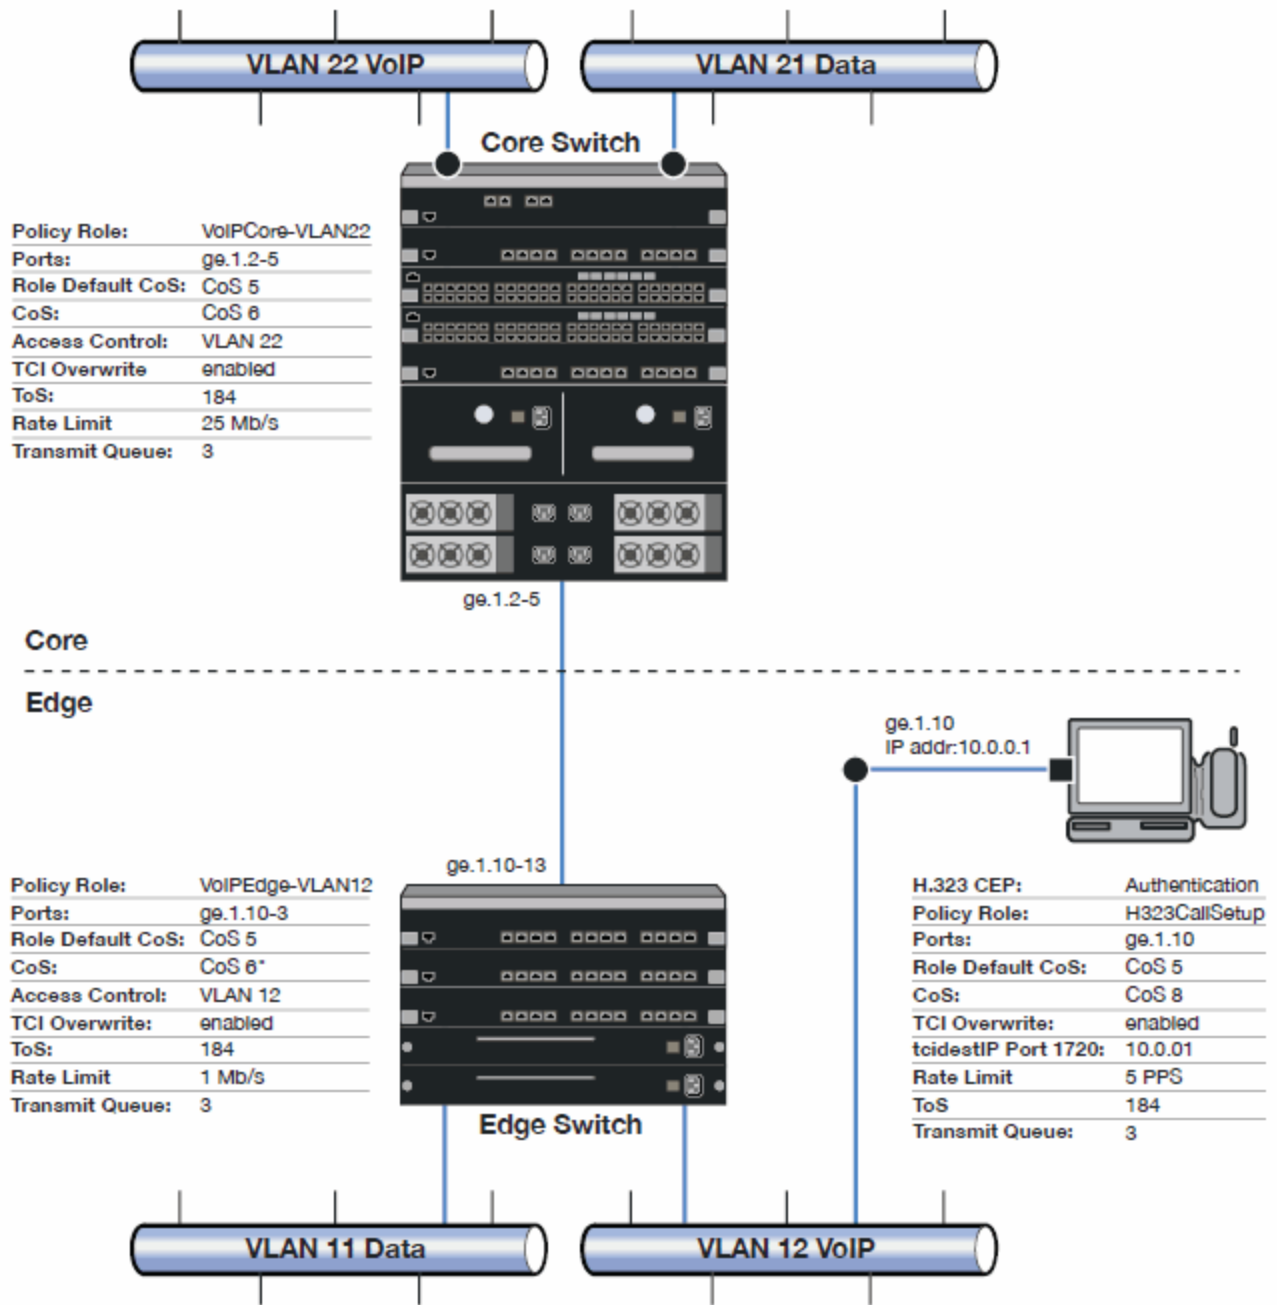 VLAN 22 VoIP
VLAN 21 Data
Core Switch
Policy Role: VoIPCore-VLAN22
Ports: ge.1.2-5
Role Default CoS: CoS 5
CoS: CoS 6
Access Control: VLAN 22
TCI Overwrite enabled
ToS: 184
Rate Limit 25 Mb/s
Transmit Queue: 3
ge.1.2-5
Core
Edge
ge.1.10
IP addr:10.0.0.1
ge.1.10-13
Policy Role: VoIPEdge-VLAN12
Ports: ge.1.10-3
Role Default CoS: CoS 5
CoS: CoS 6*
Access Control: VLAN 12
TCI Overwrite: enabled
ToS: 184
Rate Limit 1 Mb/s
Transmit Queue: 3
H.323 CEP: Authentication
Policy Role: H323CallSetup
Ports: ge.1.10
Role Default CoS: CoS 5
CoS: CoS 8
TCI Overwrite: enabled
tcidestIP Port 1720: 10.0.01
Rate Limit 5 PPS
ToS 184
Transmit Queue: 3
Edge Switch
VLAN 11 Data
VLAN 12 VoIP